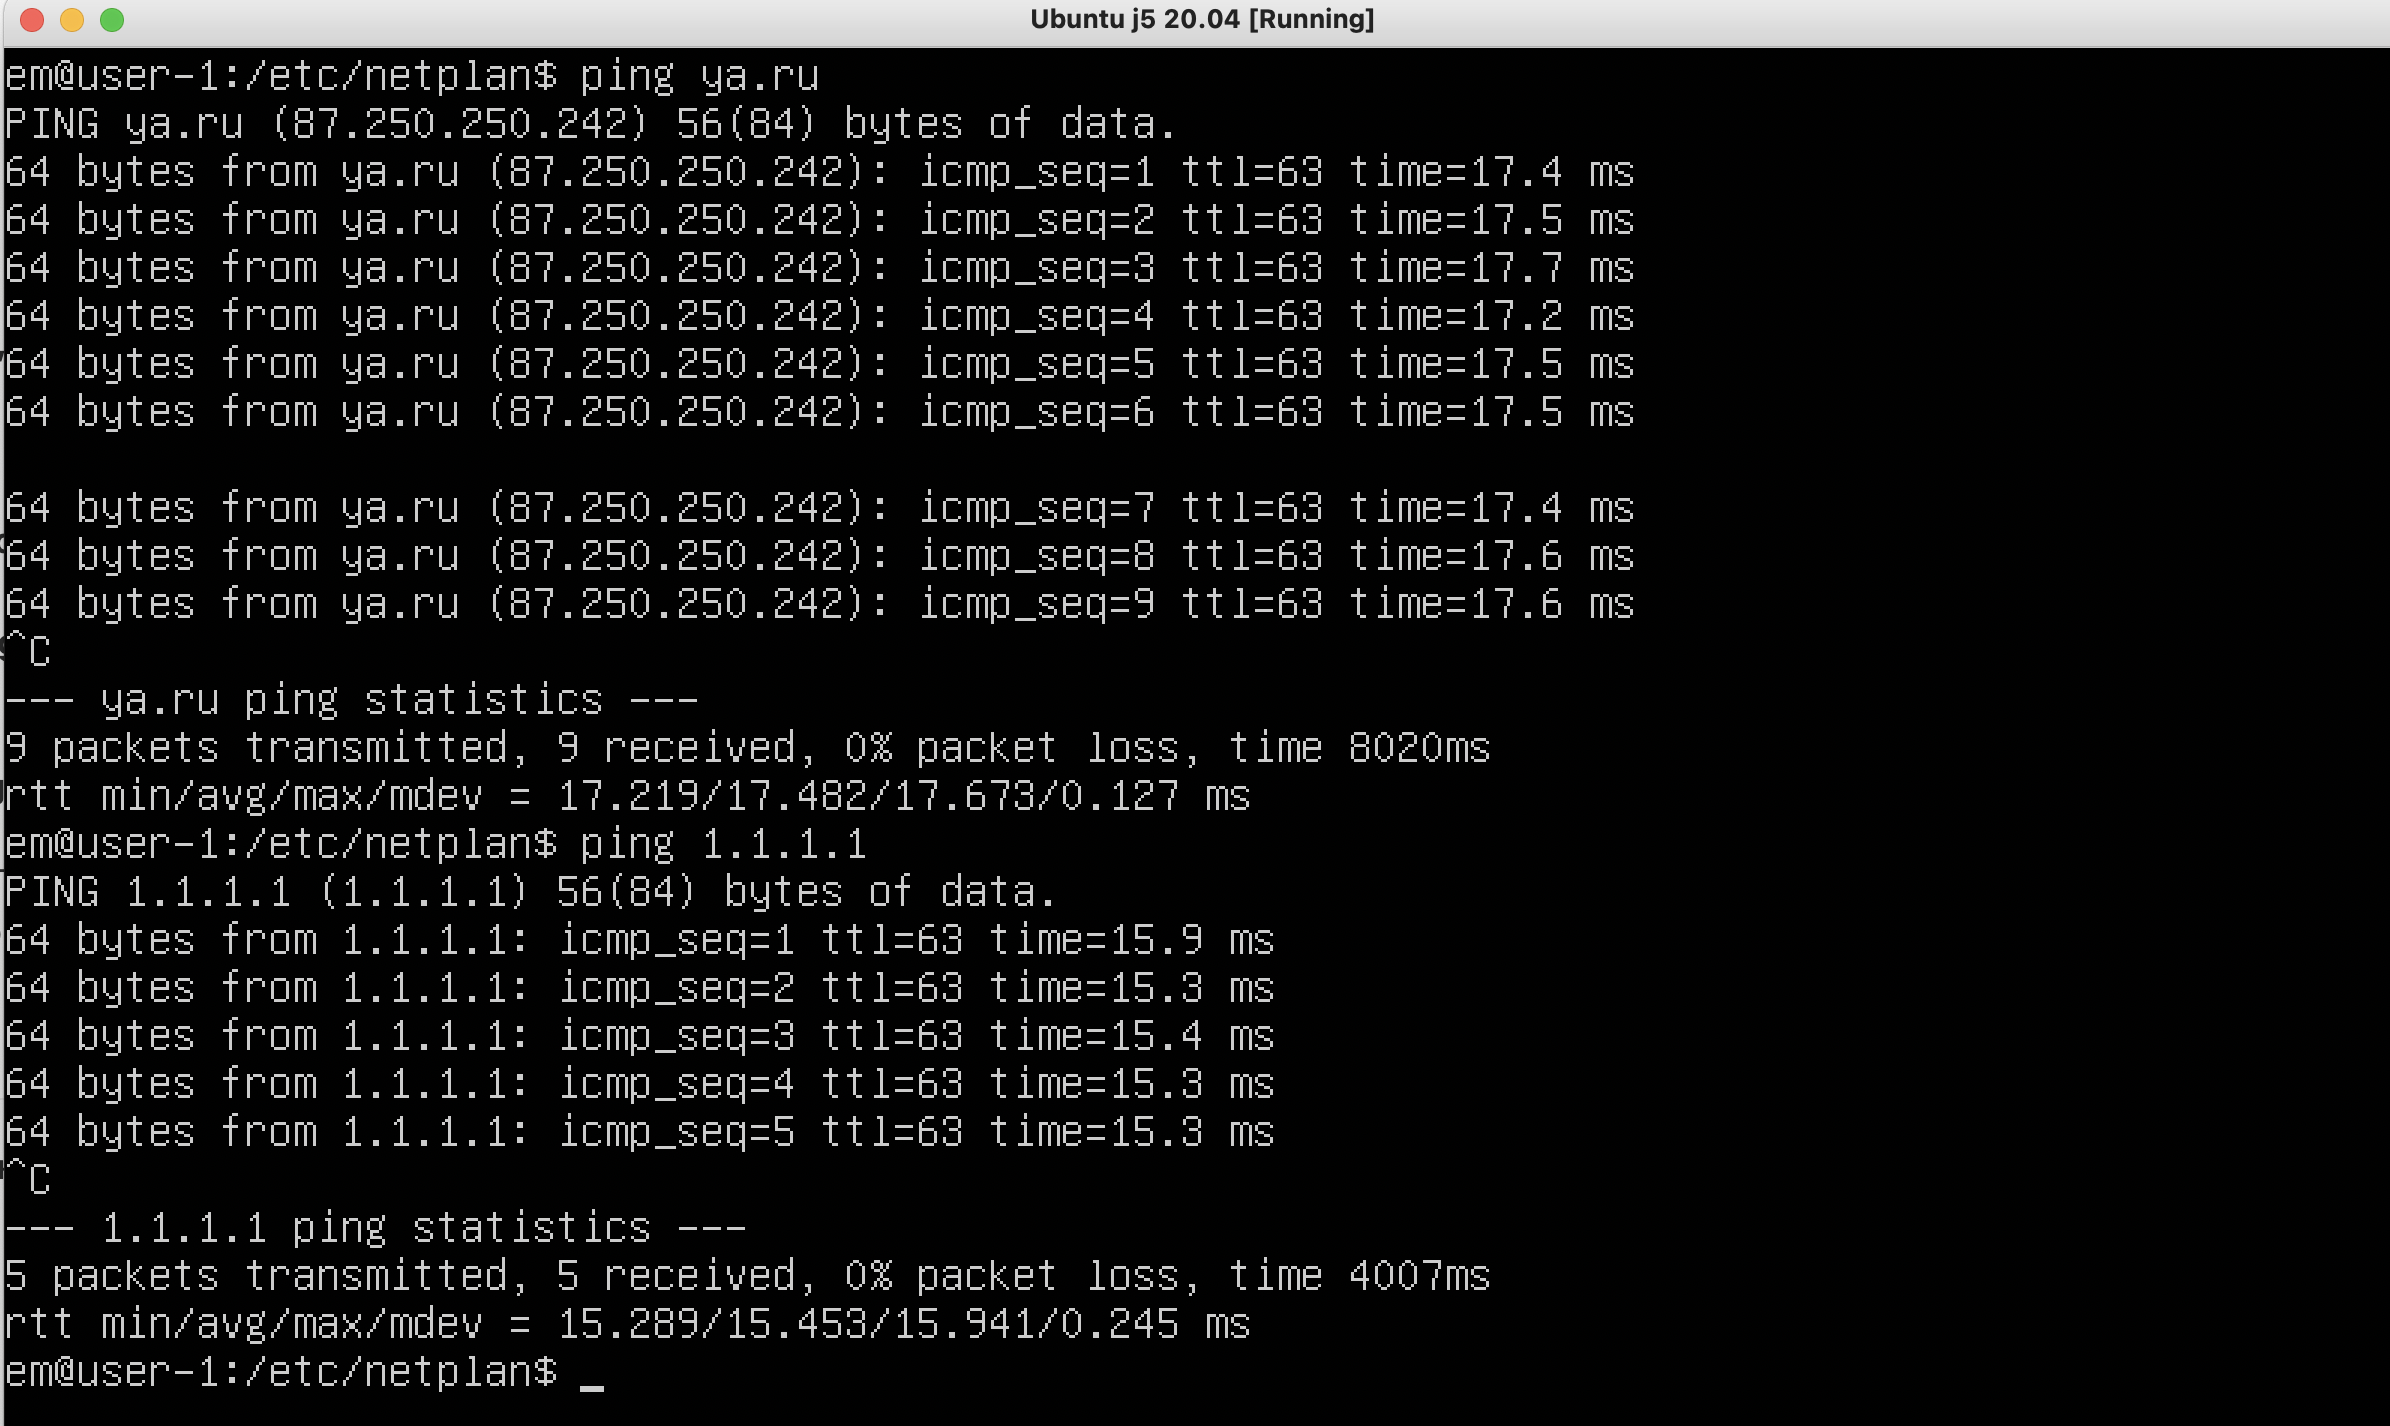 Ubuntu j5 20.04 [Running]
em@user-1:/etc/netplan$ ping ya.ru
PING ya.ru (87.250.250.242) 56(84) bytes of data.
64 bytes from ya.ru (87.250.250.242): icmp_seq=1 ttl=63 time=17.4 ms
64 bytes from ya.ru (87.250.250.242): icmp_seq=2 ttl=63 time=17.5 ms
64 bytes from ya.ru (87.250.250.242): icmp_seq=3 ttl=63 time=17.7 ms
64 bytes from ya.ru (87.250.250.242): icmp_seq=4 ttl=63 time=17.2 ms
64 bytes from ya.ru (87.250.250.242): icmp_seq=5 ttl=63 time=17.5 ms
64 bytes from ya.ru (87.250.250.242): icmp_seq=6 ttl=63 time=17.5 ms
64 bytes from ya.ru (87.250.250.242): icmp_seq=7 ttl=63 time=17.4 ms
64 bytes from ya.ru (87.250.250.242): icmp_seq=8 ttl=63 time=17.6 ms
64 bytes from ya.ru (87.250.250.242): icmp_seq=9 ttl=63 time=17.6 ms
^C
--- ya.ru ping statistics ---
9 packets transmitted, 9 received, 0% packet loss, time 8020ms
rtt min/avg/max/mdev = 17.219/17.482/17.673/0.127 ms
em@user-1:/etc/netplan$ ping 1.1.1.1
PING 1.1.1.1 (1.1.1.1) 56(84) bytes of data.
64 bytes from 1.1.1.1: icmp_seq=1 ttl=63 time=15.9 ms
64 bytes from 1.1.1.1: icmp_seq=2 ttl=63 time=15.3 ms
64 bytes from 1.1.1.1: icmp_seq=3 ttl=63 time=15.4 ms
64 bytes from 1.1.1.1: icmp_seq=4 ttl=63 time=15.3 ms
64 bytes from 1.1.1.1: icmp_seq=5 ttl=63 time=15.3 ms
^C
--- 1.1.1.1 ping statistics ---
5 packets transmitted, 5 received, 0% packet loss, time 4007ms
rtt min/avg/max/mdev = 15.289/15.453/15.941/0.245 ms
em@user-1:/etc/netplan$ _